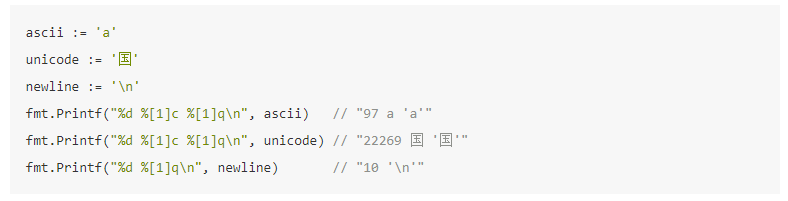 ascii := 'a'
unicode := '国'
newline := '\n'
fmt.Printf("%d %[1]c %[1]q\n", ascii)   // "97 a 'a'"
fmt.Printf("%d %[1]c %[1]q\n", unicode) // "22269 国 '国'"
fmt.Printf("%d %[1]q\n", newline)       // "10 '\n'"